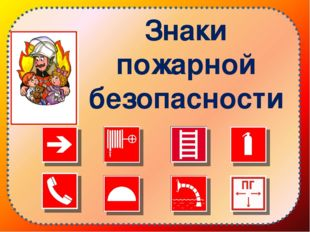 Знаки
пожарной
безопасности
ПГ